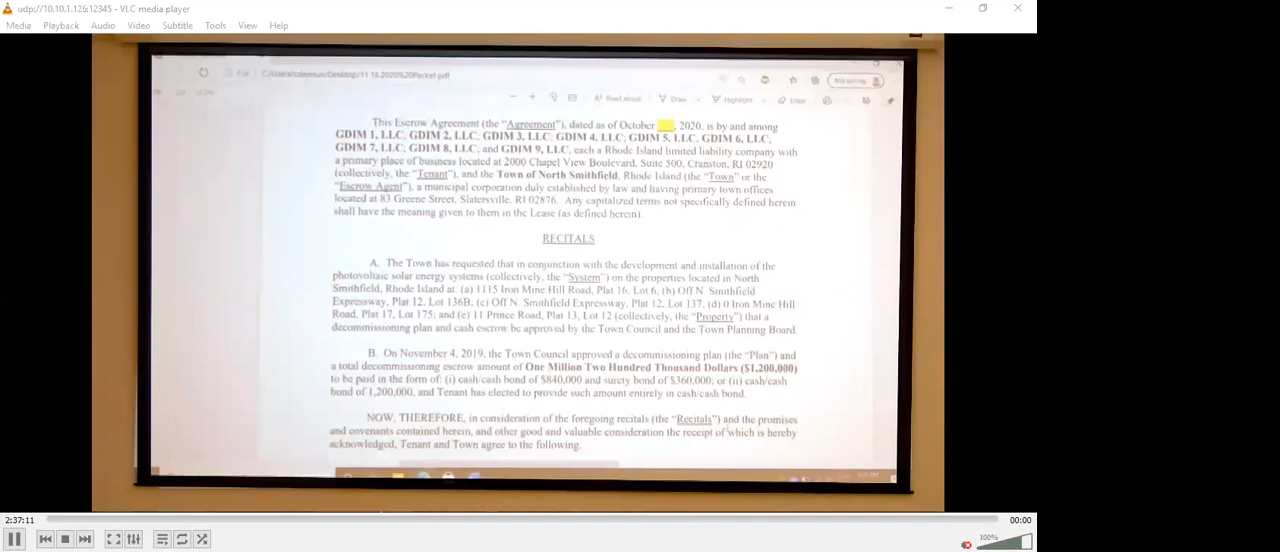 udp://10.10.1.126:12345 - VLC media player
Media Playback Audio Video Subtitle Tools View Help
11 16 2020%20Packet.pdf
Not syncing
Read aloud Draw Highlight Erase
This Escrow Agreement (the "Agreement"), dated as of October ___, 2020, is by and among
GDIM 1, LLC, GDIM 2, LLC; GDIM 3, LLC; GDIM 4, LLC; GDIM 5, LLC, GDIM 6, LLC,
GDIM 7, LLC; GDIM 8, LLC; and GDIM 9, LLC, each a Rhode Island limited liability company with
a primary place of business located at 2000 Chapel View Boulevard, Suite 500, Cranston, RI 02920
(collectively, the "Tenant"), and the Town of North Smithfield, Rhode Island (the "Town" or the
"Escrow Agent"), a municipal corporation duly established by law and having primary town offices
located at 83 Greene Street, Slatersville, RI 02876. Any capitalized terms not specifically defined herein
shall have the meaning given to them in the Lease (as defined herein).
RECITALS
A. The Town has requested that in conjunction with the development and installation of the
photovoltaic solar energy systems (collectively, the "System") on the properties located in North
Smithfield, Rhode Island at: (a) 1115 Iron Mine Hill Road, Plat 16, Lot 6; (b) Off N. Smithfield
Expressway, Plat 12, Lot 136B; (c) Off N. Smithfield Expressway, Plat 12, Lot 137, (d) 0 Iron Mine Hill
Road, Plat 17, Lot 175; and (e) 11 Prince Road, Plat 13, Lot 12 (collectively, the "Property") that a
decommissioning plan and cash escrow be approved by the Town Council and the Town Planning Board.
B. On November 4, 2019, the Town Council approved a decommissioning plan (the "Plan") and
a total decommissioning escrow amount of One Million Two Hundred Thousand Dollars ($1,200,000)
to be paid in the form of: (i) cash/cash bond of $840,000 and surety bond of $360,000; or (ii) cash/cash
bond of 1,200,000, and Tenant has elected to provide such amount entirely in cash/cash bond.
NOW, THEREFORE, in consideration of the foregoing recitals (the "Recitals") and the promises
and covenants contained herein, and other good and valuable consideration the receipt of which is hereby
acknowledged, Tenant and Town agree to the following.
2:37:11 00:00
100%